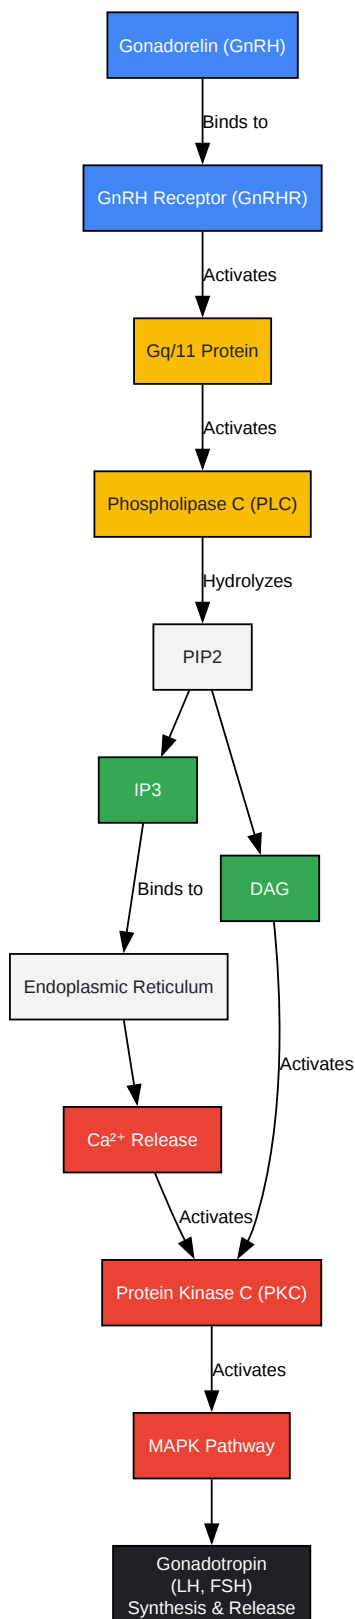 Gonadorelin (GnRH)
Binds to
GnRH Receptor (GnRHR)
Activates
Gq/11 Protein
Activates
Phospholipase C (PLC)
Hydrolyzes
PIP2
IP3
DAG
Binds to
Endoplasmic Reticulum
Activates
Ca²⁺ Release
Activates
Protein Kinase C (PKC)
Activates
MAPK Pathway
Gonadotropin
(LH, FSH)
Synthesis & Release